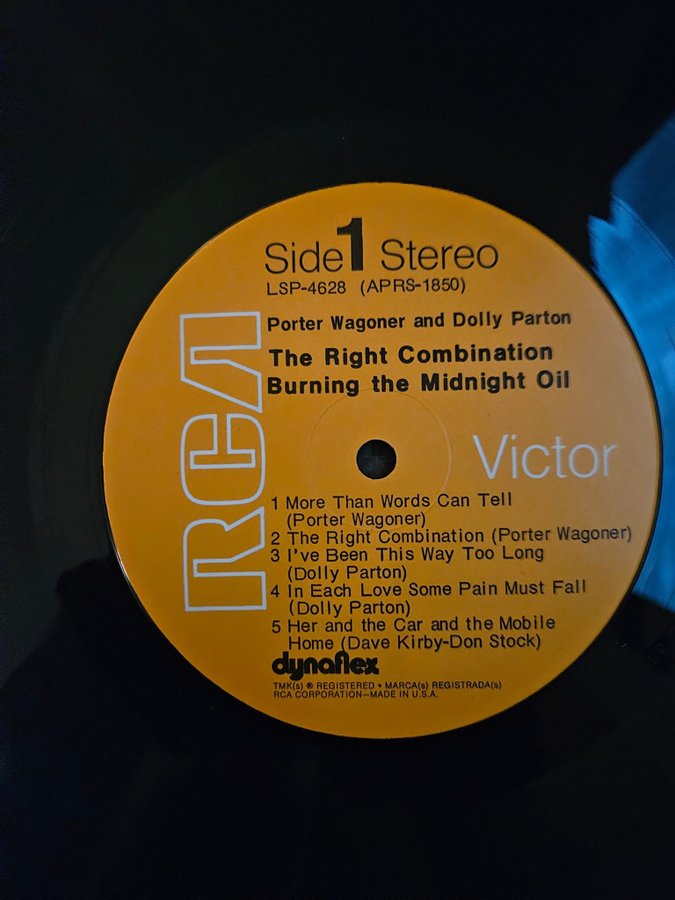 Side 1 Stereo
LSP-4628 (APRS-1850)
Porter Wagoner and Dolly Parton
The Right Combination
Burning the Midnight Oil
RCA
Victor
1 More Than Words Can Tell
(Porter Wagoner)
2 The Right Combination (Porter Wagoner)
3 I've Been This Way Too Long
(Dolly Parton)
4 In Each Love Some Pain Must Fall
(Dolly Parton)
5 Her and the Car and the Mobile
Home (Dave Kirby-Don Stock)
dynaflex
TMK(s) ® REGISTERED • MARCA(s) REGISTRADA(s)
RCA CORPORATION—MADE IN U.S.A.